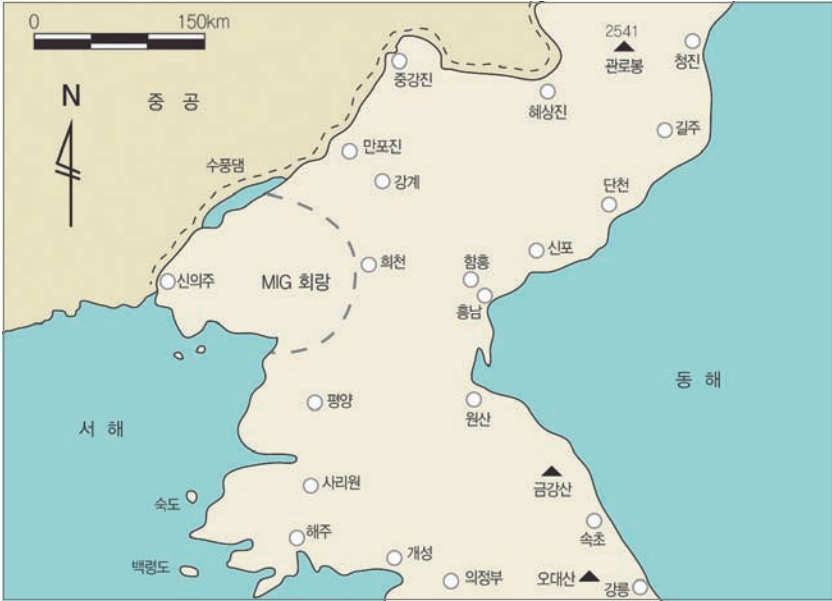 0 150km
2541
관로봉
청진
중강진
N
중 공
혜상진
길주
만포진
수풍댐
강계
단천
신포
희천
함흥
신의주
MIG 회랑
흥남
동 해
평양
원산
서 해
사리원
금강산
숙도
속초
해주
개성
백령도
의정부
오대산
강릉